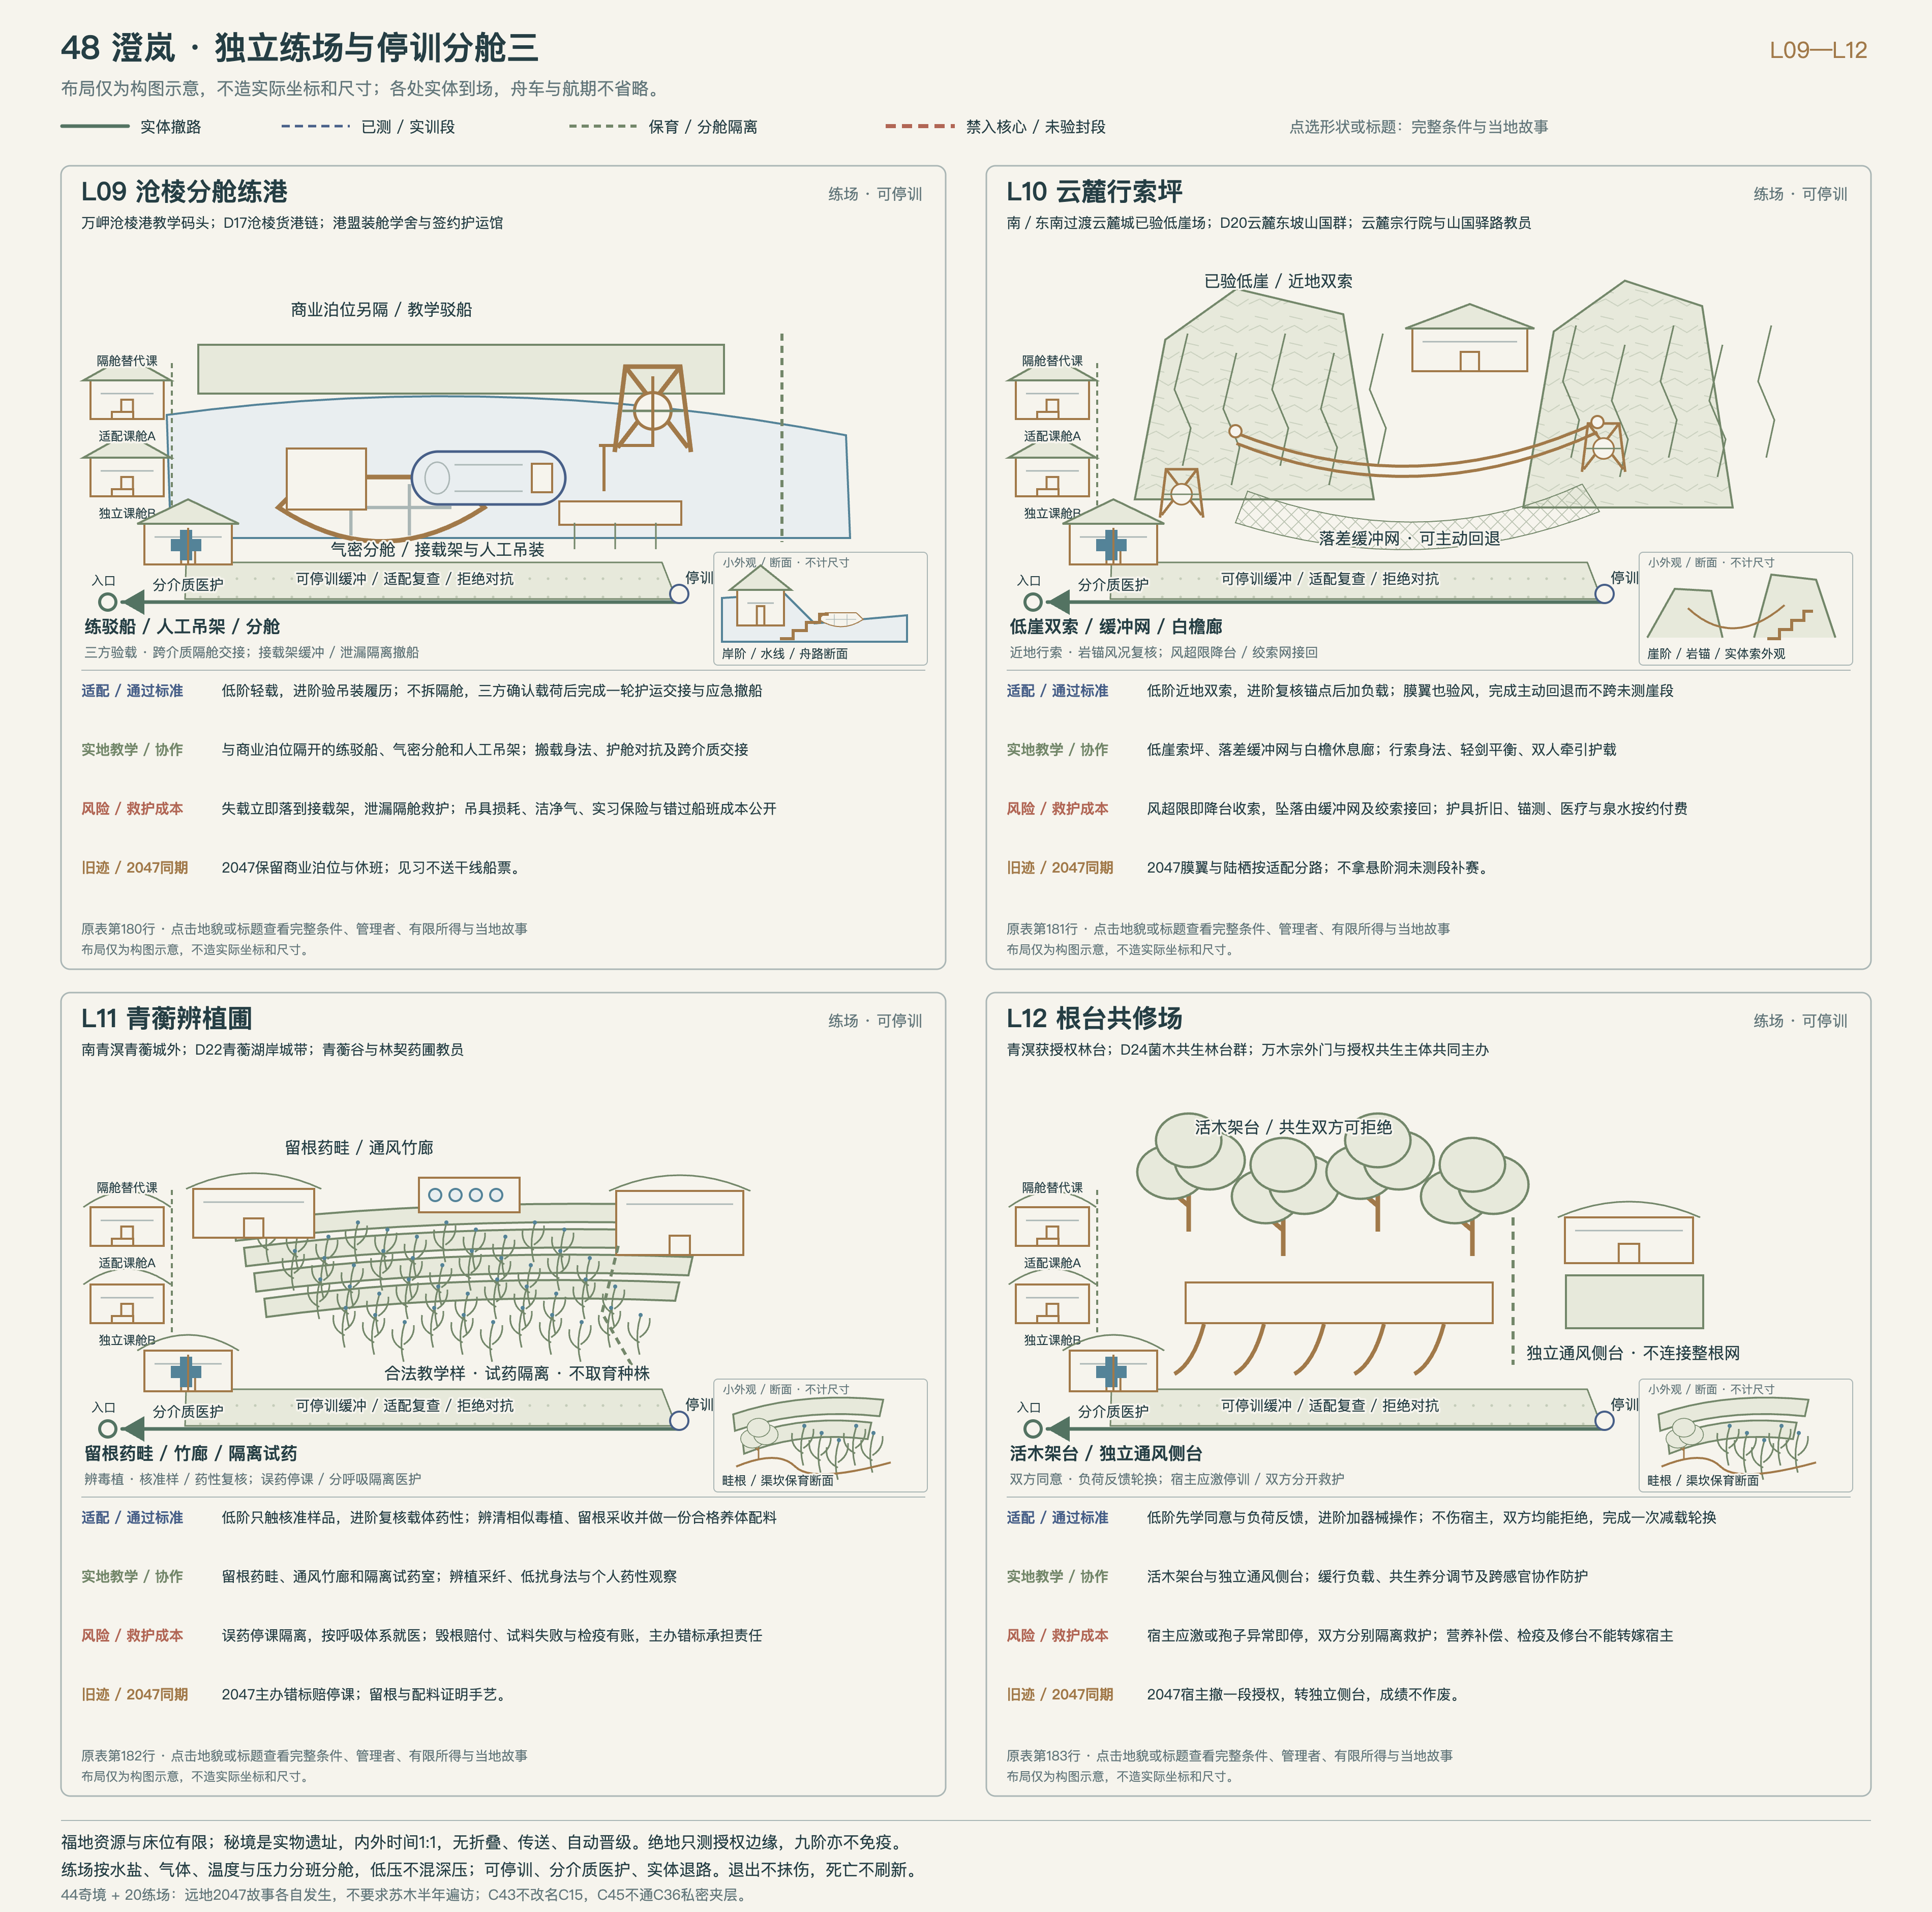 48 澄岚 · 独立练场与停训分舱三
L09—L12
布局仅为构图示意，不造实际坐标和尺寸；各处实体到场，舟车与航期不省略。
实体撤路
已测 / 实训段
保育 / 分舱隔离
禁入核心 / 未验封段
点选形状或标题：完整条件与当地故事
L09 沧棱分舱练港
练场 · 可停训
万岬沧棱港教学码头；D17沧棱货港链；港盟装舱学舍与签约护运馆
商业泊位另隔 / 教学驳船
隔舱替代课
适配课舱A
独立课舱B
气密分舱 / 接载架与人工吊装
入口
分介质医护
可停训缓冲 / 适配复查 / 拒绝对抗
停训
小外观 / 断面 · 不计尺寸
岸阶 / 水线 / 舟路断面
练驳船 / 人工吊架 / 分舱
三方验载 · 跨介质隔舱交接；接载架缓冲 / 泄漏隔离撤船
适配 / 通过标准
低阶轻载，进阶验吊装履历；不拆隔舱，三方确认载荷后完成一轮护运交接与应急撤船
实地教学 / 协作
与商业泊位隔开的练驳船、气密分舱和人工吊架；搬载身法、护舱对抗及跨介质交接
风险 / 救护成本
失载立即落到接载架，泄漏隔舱救护；吊具损耗、洁净气、实习保险与错过船班成本公开
旧迹 / 2047同期
2047保留商业泊位与休班；见习不送干线船票。
原表第180行 · 点击地貌或标题查看完整条件、管理者、有限所得与当地故事
布局仅为构图示意，不造实际坐标和尺寸。
L10 云麓行索坪
练场 · 可停训
南 / 东南过渡云麓城已验低崖场；D20云麓东坡山国群；云麓宗行院与山国驿路教员
已验低崖 / 近地双索
隔舱替代课
适配课舱A
独立课舱B
落差缓冲网 · 可主动回退
入口
分介质医护
可停训缓冲 / 适配复查 / 拒绝对抗
停训
小外观 / 断面 · 不计尺寸
崖阶 / 岩锚 / 实体索外观
低崖双索 / 缓冲网 / 白檐廊
近地行索 · 岩锚风况复核；风超限降台 / 绞索网接回
适配 / 通过标准
低阶近地双索，进阶复核锚点后加负载；膜翼也验风，完成主动回退而不跨未测崖段
实地教学 / 协作
低崖索坪、落差缓冲网与白檐休息廊；行索身法、轻剑平衡、双人牵引护载
风险 / 救护成本
风超限即降台收索，坠落由缓冲网及绞索接回；护具折旧、锚测、医疗与泉水按约付费
旧迹 / 2047同期
2047膜翼与陆栖按适配分路；不拿悬阶洞未测段补赛。
原表第181行 · 点击地貌或标题查看完整条件、管理者、有限所得与当地故事
布局仅为构图示意，不造实际坐标和尺寸。
L11 青蘅辨植圃
练场 · 可停训
南青溟青蘅城外；D22青蘅湖岸城带；青蘅谷与林契药圃教员
留根药畦 / 通风竹廊
隔舱替代课
适配课舱A
独立课舱B
合法教学样 · 试药隔离 · 不取育种株
入口
分介质医护
可停训缓冲 / 适配复查 / 拒绝对抗
停训
小外观 / 断面 · 不计尺寸
畦根 / 渠坎保育断面
留根药畦 / 竹廊 / 隔离试药
辨毒植 · 核准样 / 药性复核；误药停课 / 分呼吸隔离医护
适配 / 通过标准
低阶只触核准样品，进阶复核载体药性；辨清相似毒植、留根采收并做一份合格养体配料
实地教学 / 协作
留根药畦、通风竹廊和隔离试药室；辨植采纤、低扰身法与个人药性观察
风险 / 救护成本
误药停课隔离，按呼吸体系就医；毁根赔付、试料失败与检疫有账，主办错标承担责任
旧迹 / 2047同期
2047主办错标赔停课；留根与配料证明手艺。
原表第182行 · 点击地貌或标题查看完整条件、管理者、有限所得与当地故事
布局仅为构图示意，不造实际坐标和尺寸。
L12 根台共修场
练场 · 可停训
青溟获授权林台；D24菌木共生林台群；万木宗外门与授权共生主体共同主办
活木架台 / 共生双方可拒绝
隔舱替代课
适配课舱A
独立课舱B
独立通风侧台 · 不连接整根网
入口
分介质医护
可停训缓冲 / 适配复查 / 拒绝对抗
停训
小外观 / 断面 · 不计尺寸
畦根 / 渠坎保育断面
活木架台 / 独立通风侧台
双方同意 · 负荷反馈轮换；宿主应激停训 / 双方分开救护
适配 / 通过标准
低阶先学同意与负荷反馈，进阶加器械操作；不伤宿主，双方均能拒绝，完成一次减载轮换
实地教学 / 协作
活木架台与独立通风侧台；缓行负载、共生养分调节及跨感官协作防护
风险 / 救护成本
宿主应激或孢子异常即停，双方分别隔离救护；营养补偿、检疫及修台不能转嫁宿主
旧迹 / 2047同期
2047宿主撤一段授权，转独立侧台，成绩不作废。
原表第183行 · 点击地貌或标题查看完整条件、管理者、有限所得与当地故事
布局仅为构图示意，不造实际坐标和尺寸。
福地资源与床位有限；秘境是实物遗址，内外时间1:1，无折叠、传送、自动晋级。绝地只测授权边缘，九阶亦不免疫。
练场按水盐、气体、温度与压力分班分舱，低压不混深压；可停训、分介质医护、实体退路。退出不抹伤，死亡不刷新。
44奇境 + 20练场：远地2047故事各自发生，不要求苏木半年遍访；C43不改名C15，C45不通C36私密夹层。